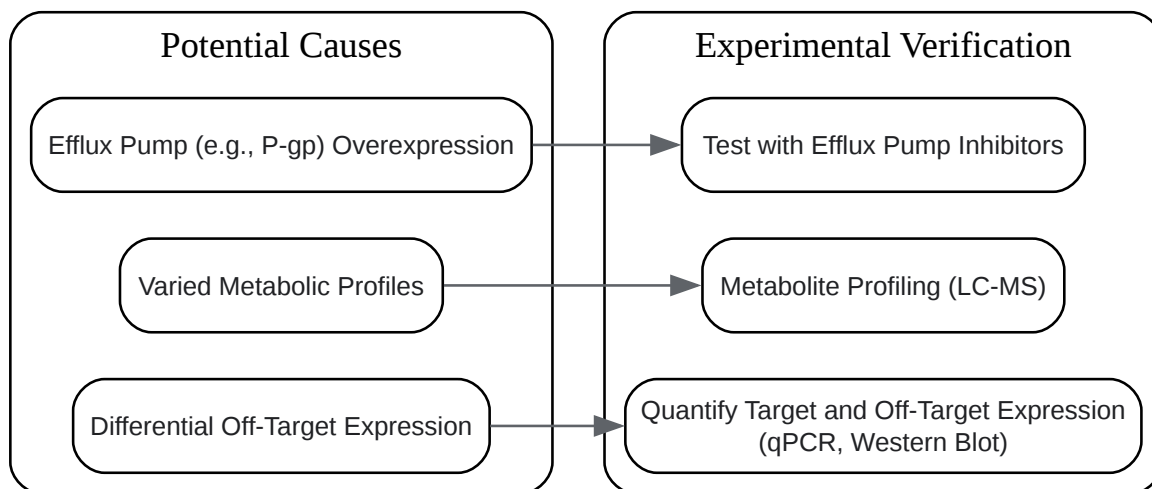 Potential Causes
Experimental Verification
Efflux Pump (e.g., P-gp) Overexpression
Test with Efflux Pump Inhibitors
Varied Metabolic Profiles
Metabolite Profiling (LC-MS)
Differential Off-Target Expression
Quantify Target and Off-Target Expression
(qPCR, Western Blot)